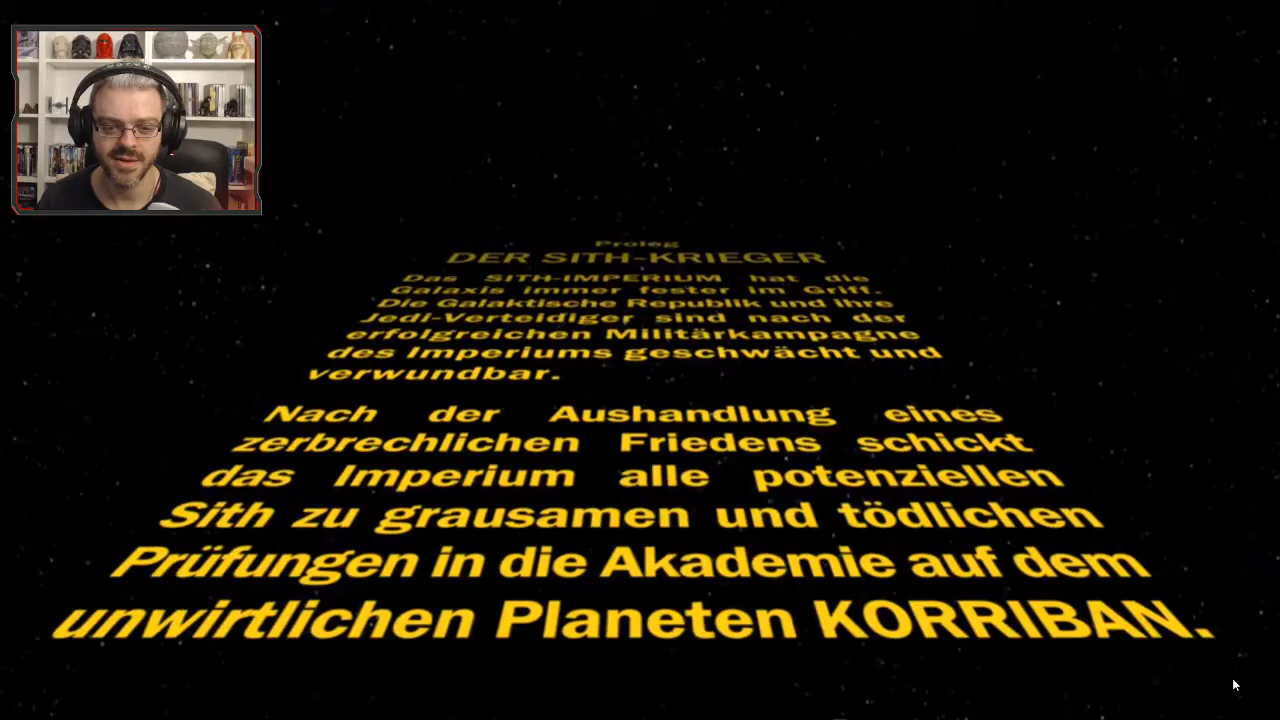 Prolog
DER SITH-KRIEGER
Das SITH-IMPERIUM hat die
Galaxis immer fester im Griff.
Die Galaktische Republik und ihre
Jedi-Verteidiger sind nach der
erfolgreichen Militärkampagne
des Imperiums geschwächt und
verwundbar.
Nach der Aushandlung eines
zerbrechlichen Friedens schickt
das Imperium alle potenziellen
Sith zu grausamen und tödlichen
Prüfungen in die Akademie auf dem
unwirtlichen Planeten KORRIBAN.